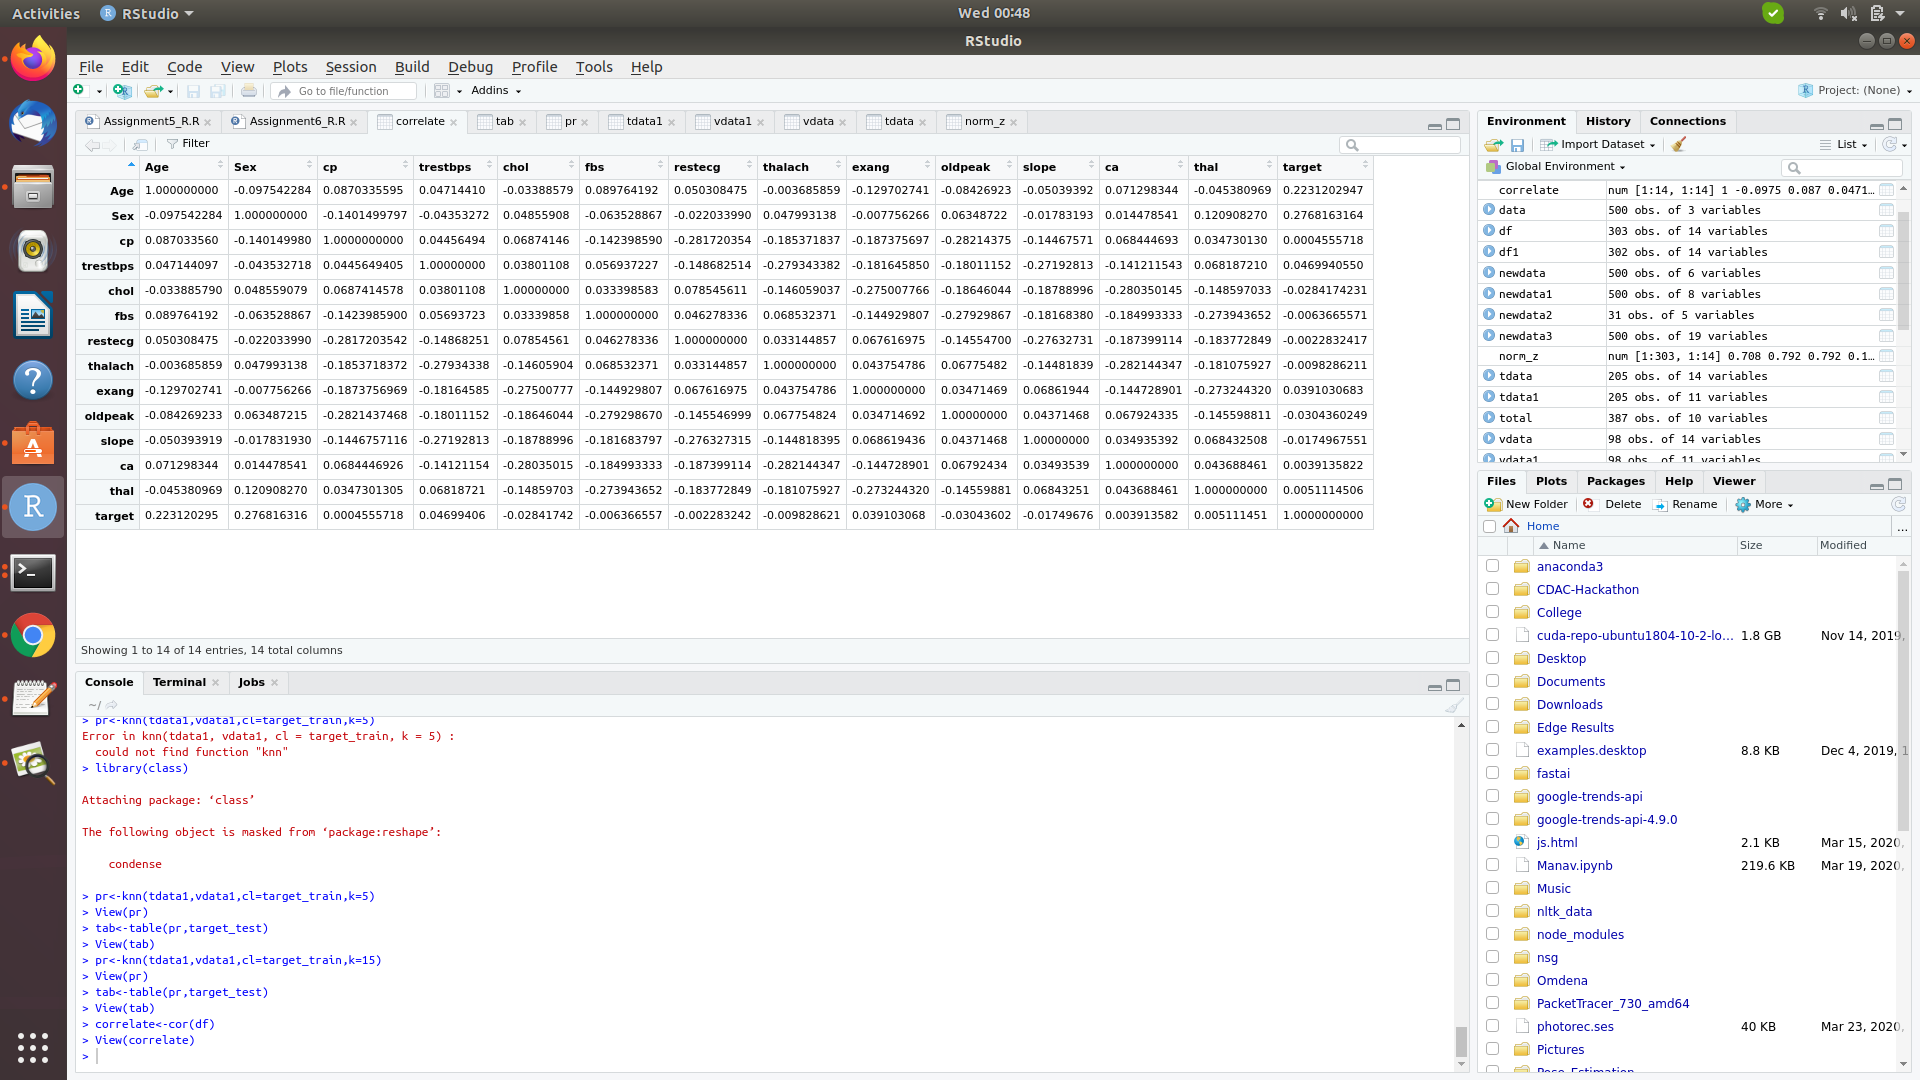 Activities RStudio Wed 00:48
RStudio
File Edit Code View Plots Session Build Debug Profile Tools Help
Go to file/function Addins Project: (None)
Assignment5_R.R Assignment6_R.R correlate tab pr tdata1 vdata1 vdata tdata norm_z
Filter
Age Sex cp trestbps chol fbs restecg thalach exang oldpeak slope ca thal target
Age 1.000000000 -0.097542284 0.0870335595 0.04714410 -0.03388579 0.089764192 0.050308475 -0.003685859 -0.129702741 -0.08426923 -0.05039392 0.071298344 -0.045380969 0.2231202947
Sex -0.097542284 1.000000000 -0.1401499797 -0.04353272 0.04855908 -0.063528867 -0.022033990 0.047993138 -0.007756266 0.06348722 -0.01783193 0.014478541 0.120908270 0.2768163164
cp 0.087033560 -0.140149980 1.0000000000 0.04456494 0.06874146 -0.142398590 -0.281720354 -0.185371837 -0.187375697 -0.28214375 -0.14467571 0.068444693 0.034730130 0.0004555718
trestbps 0.047144097 -0.043532718 0.0445649405 1.00000000 0.03801108 0.056937227 -0.148682514 -0.279343382 -0.181645850 -0.18011152 -0.27192813 -0.141211543 0.068187210 0.0469940550
chol -0.033885790 0.048559079 0.0687414578 0.03801108 1.00000000 0.033398583 0.078545611 -0.146059037 -0.275007766 -0.18646044 -0.18788996 -0.280350145 -0.148597033 -0.0284174231
fbs 0.089764192 -0.063528867 -0.1423985900 0.05693723 0.03339858 1.000000000 0.046278336 0.068532371 -0.144929807 -0.27929867 -0.18168380 -0.184993333 -0.273943652 -0.0063665571
restecg 0.050308475 -0.022033990 -0.2817203542 -0.14868251 0.07854561 0.046278336 1.000000000 0.033144857 0.067616975 -0.14554700 -0.27632731 -0.187399114 -0.183772849 -0.0022832417
thalach -0.003685859 0.047993138 -0.1853718372 -0.27934338 -0.14605904 0.068532371 0.033144857 1.000000000 0.043754786 0.06775482 -0.14481839 -0.282144347 -0.181075927 -0.0098286211
exang -0.129702741 -0.007756266 -0.1873756969 -0.18164585 -0.27500777 -0.144929807 0.067616975 0.043754786 1.000000000 0.03471469 0.06861944 -0.144728901 -0.273244320 0.0391030683
oldpeak -0.084269233 0.063487215 -0.2821437468 -0.18011152 -0.18646044 -0.279298670 -0.145546999 0.067754824 0.034714692 1.00000000 0.04371468 0.067924335 -0.145598811 -0.0304360249
slope -0.050393919 -0.017831930 -0.1446757116 -0.27192813 -0.18788996 -0.181683797 -0.276327315 -0.144818395 0.068619436 0.04371468 1.00000000 0.034935392 0.068432508 -0.0174967551
ca 0.071298344 0.014478541 0.0684446926 -0.14121154 -0.28035015 -0.184993333 -0.187399114 -0.282144347 -0.144728901 0.06792434 0.03493539 1.000000000 0.043688461 0.0039135822
thal -0.045380969 0.120908270 0.0347301305 0.06818721 -0.14859703 -0.273943652 -0.183772849 -0.181075927 -0.273244320 -0.14559881 0.06843251 0.043688461 1.000000000 0.0051114506
target 0.223120295 0.276816316 0.0004555718 0.04699406 -0.02841742 -0.006366557 -0.002283242 -0.009828621 0.039103068 -0.03043602 -0.01749676 0.003913582 0.005111451 1.0000000000
Showing 1 to 14 of 14 entries, 14 total columns
Console Terminal Jobs
~/
> pr<-knn(tdata1,vdata1,cl=target_train,k=5)
Error in knn(tdata1, vdata1, cl = target_train, k = 5) :
could not find function "knn"
> library(class)
Attaching package: ‘class’
The following object is masked from ‘package:reshape’:
condense
> pr<-knn(tdata1,vdata1,cl=target_train,k=5)
> View(pr)
> tab<-table(pr,target_test)
> View(tab)
> pr<-knn(tdata1,vdata1,cl=target_train,k=15)
> View(pr)
> tab<-table(pr,target_test)
> View(tab)
> correlate<-cor(df)
> View(correlate)
>
Environment History Connections
Import Dataset List
Global Environment
correlate num [1:14, 1:14] 1 -0.0975 0.087 0.0471...
data 500 obs. of 3 variables
df 303 obs. of 14 variables
df1 302 obs. of 14 variables
newdata 500 obs. of 6 variables
newdata1 500 obs. of 8 variables
newdata2 31 obs. of 5 variables
newdata3 500 obs. of 19 variables
norm_z num [1:303, 1:14] 0.708 0.792 0.792 0.1...
tdata 205 obs. of 14 variables
tdata1 205 obs. of 11 variables
total 387 obs. of 10 variables
vdata 98 obs. of 14 variables
vdata1 98 obs. of 11 variables
Files Plots Packages Help Viewer
New Folder Delete Rename More
Home ...
Name Size Modified
anaconda3
CDAC-Hackathon
College
cuda-repo-ubuntu1804-10-2-lo... 1.8 GB Nov 14, 2019,
Desktop
Documents
Downloads
Edge Results
examples.desktop 8.8 KB Dec 4, 2019, 1
fastai
google-trends-api
google-trends-api-4.9.0
js.html 2.1 KB Mar 15, 2020,
Manav.ipynb 219.6 KB Mar 19, 2020,
Music
nltk_data
node_modules
nsg
Omdena
PacketTracer_730_amd64
photorec.ses 40 KB Mar 23, 2020,
Pictures